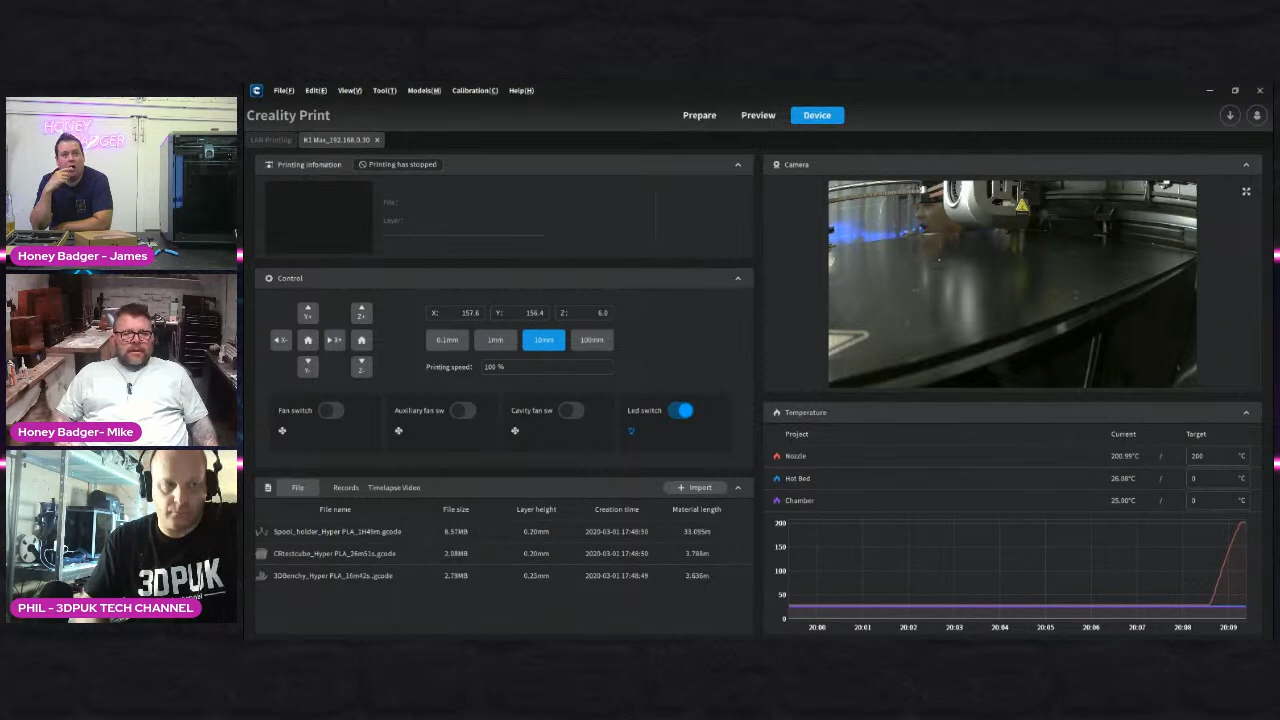 HONEY
BADGER
Honey Badger - James
Honey Badger- Mike
3DPUK
PHIL - 3DPUK TECH CHANNEL
File(F) Edit(E) View(V) Tool(T) Models(M) Calibration(C) Help(H)
Creality Print
Prepare Preview Device
LAN Printing K1 Max_192.168.0.30 ×
Printing Infomation Printing has stopped
File:
Layer:
Control
Y+ Z+
X- X+
Y- Z-
X: 157.6 Y: 156.4 Z: 6.0
0.1mm 1mm 10mm 100mm
Printing speed: 100 %
Fan switch Auxiliary fan sw Cavity fan sw Led switch
File Records Timelapse Video + Import
File name File size Layer height Creation time Material length
Spool_holder_Hyper PLA_1H49m.gcode 8.57MB 0.20mm 2020-03-01 17:48:50 33.095m
CRtestcube_Hyper PLA_26m51s.gcode 2.08MB 0.20mm 2020-03-01 17:48:50 3.788m
3DBenchy_Hyper PLA_16m42s.gcode 2.79MB 0.25mm 2020-03-01 17:48:49 3.636m
Camera
Temperature
Project Current Target
Nozzle 200.99°C / 200 °C
Hot Bed 26.08°C / 0 °C
Chamber 25.00°C / 0 °C
200
150
100
50
0
20:00 20:01 20:02 20:03 20:04 20:05 20:06 20:07 20:08 20:09